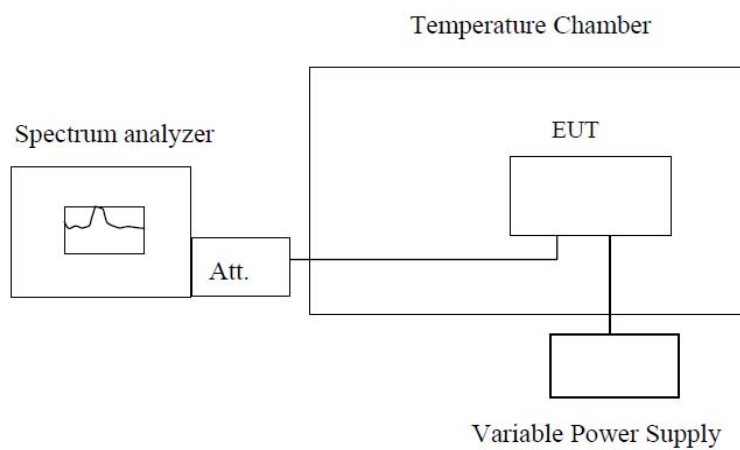 Temperature Chamber
Spectrum analyzer
EUT
Att.
Variable Power Supply